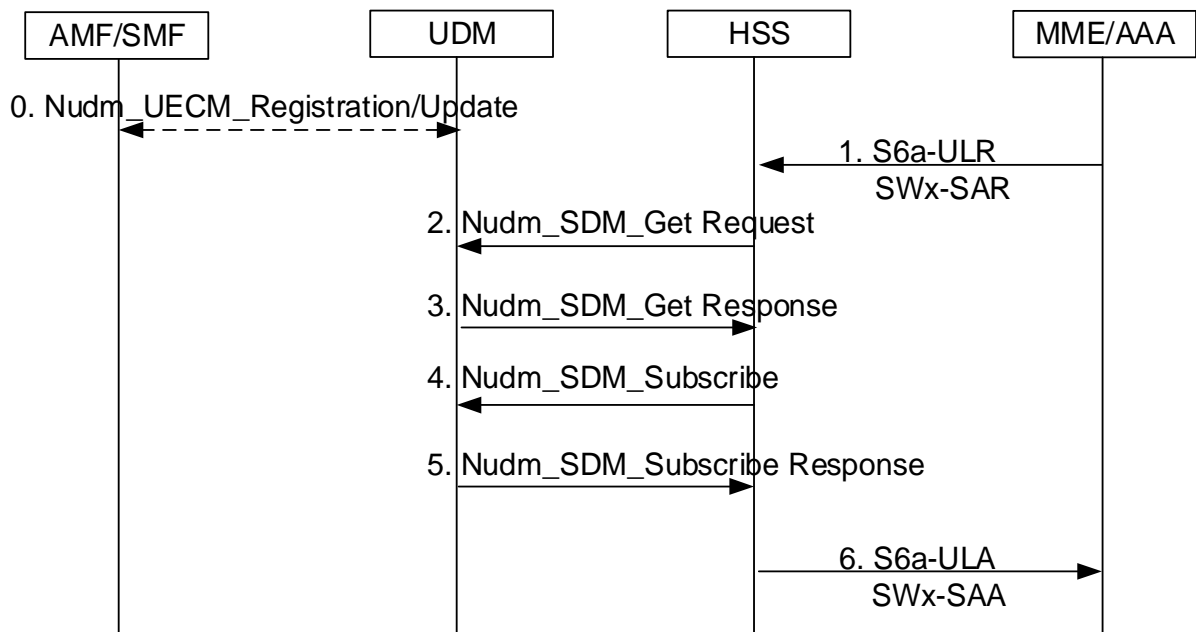 AMF/SMF
UDM
HSS
MME/AAA
0. Nudm_UECM_Registration/Update
1. S6a-ULR
SWx-SAR
2. Nudm_SDM_Get Request
3. Nudm_SDM_Get Response
4. Nudm_SDM_Subscribe
5. Nudm_SDM_Subscribe Response
6. S6a-ULA
SWx-SAA